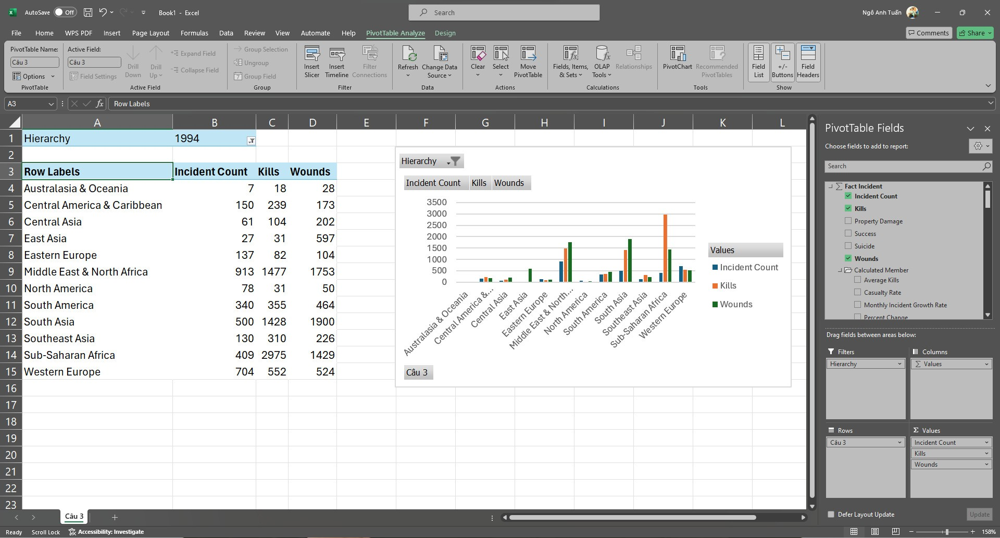 AutoSave Off Book1 - Excel Search Ngô Anh Tuấn
File Home WPS PDF Insert Page Layout Formulas Data Review View Automate Help PivotTable Analyze Design Comments Share
PivotTable Name:
Câu 3
Options
PivotTable
Active Field:
Câu 3
Field Settings
Drill Down
Drill Up
Expand Field
Collapse Field
Active Field
Group Selection
Ungroup
Group Field
Group
Insert Slicer
Insert Timeline
Filter Connections
Filter
Refresh
Change Data Source
Data
Clear
Select
Move PivotTable
Actions
Fields, Items, & Sets
OLAP Tools
Relationships
Calculations
PivotChart
Recommended PivotTables
Tools
Field List
+/- Buttons
Field Headers
Show
A3 fx Row Labels
A B C D E F G H I J K L
1 Hierarchy 1994
2
3 Row Labels Incident Count Kills Wounds
4 Australasia & Oceania 7 18 28
5 Central America & Caribbean 150 239 173
6 Central Asia 61 104 202
7 East Asia 27 31 597
8 Eastern Europe 137 82 104
9 Middle East & North Africa 913 1477 1753
10 North America 78 31 50
11 South America 340 355 464
12 South Asia 500 1428 1900
13 Southeast Asia 130 310 226
14 Sub-Saharan Africa 409 2975 1429
15 Western Europe 704 552 524
16
17
18
19
20
21
22
23
Hierarchy
Incident Count Kills Wounds
3500
3000
2500
2000
1500
1000
500
0
Australasia & Oceania
Central America &...
Central Asia
East Asia
Eastern Europe
Middle East & North...
North America
South America
South Asia
Southeast Asia
Sub-Saharan Africa
Western Europe
Values
Incident Count
Kills
Wounds
Câu 3
PivotTable Fields
Choose fields to add to report:
Search
Fact Incident
Incident Count
Kills
Property Damage
Success
Suicide
Wounds
Calculated Member
Average Kills
Casualty Rate
Monthly Incident Growth Rate
Percent Change
Drag fields between areas below:
Filters
Hierarchy
Columns
Σ Values
Rows
Câu 3
Σ Values
Incident Count
Kills
Wounds
Defer Layout Update Update
Câu 3
Ready Scroll Lock Accessibility: Investigate 158%